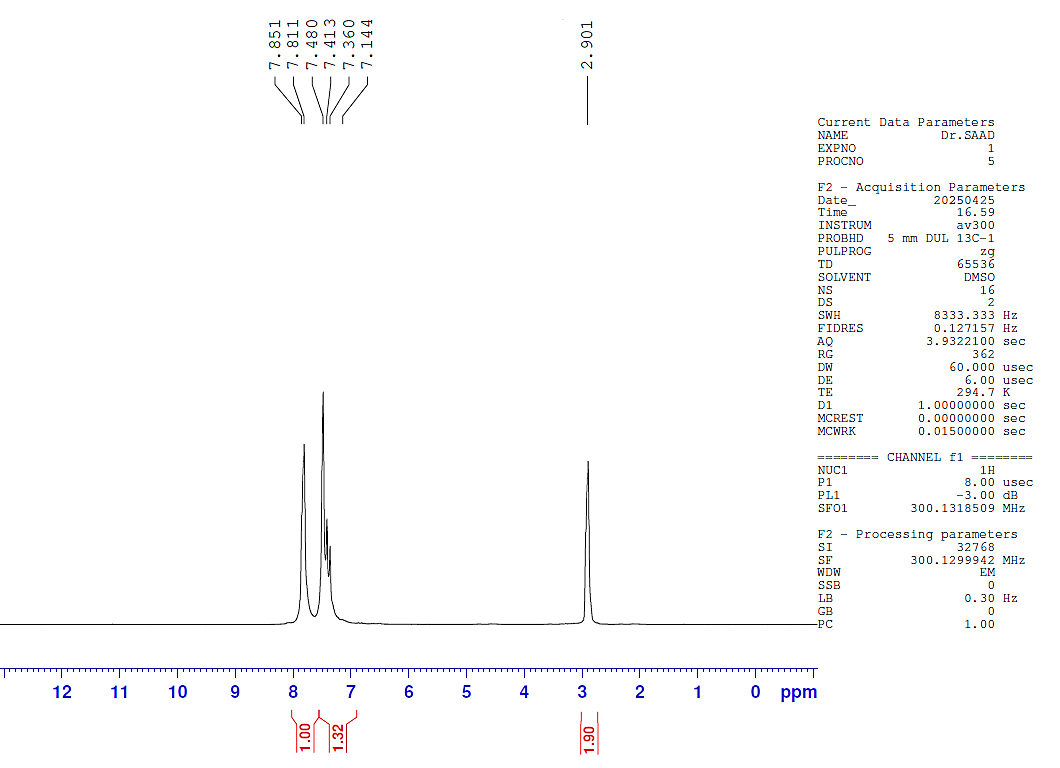 7.851
7.811
7.480
7.413
7.360
7.144
2.901
Current Data Parameters
NAME Dr.SAAD
EXPNO 1
PROCNO 5
F2 - Acquisition Parameters
Date_ 20250425
Time 16.59
INSTRUM av300
PROBHD 5 mm DUL 13C-1
PULPROG zg
TD 65536
SOLVENT DMSO
NS 16
DS 2
SWH 8333.333 Hz
FIDRES 0.127157 Hz
AQ 3.9322100 sec
RG 362
DW 60.000 usec
DE 6.00 usec
TE 294.7 K
D1 1.00000000 sec
MCREST 0.00000000 sec
MCWRK 0.01500000 sec
======== CHANNEL f1 ========
NUC1 1H
P1 8.00 usec
PL1 -3.00 dB
SFO1 300.1318509 MHz
F2 - Processing parameters
SI 32768
SF 300.1299942 MHz
WDW EM
SSB 0
LB 0.30 Hz
GB 0
PC 1.00
12 11 10 9 8 7 6 5 4 3 2 1 0 ppm
1.00
1.32
1.90